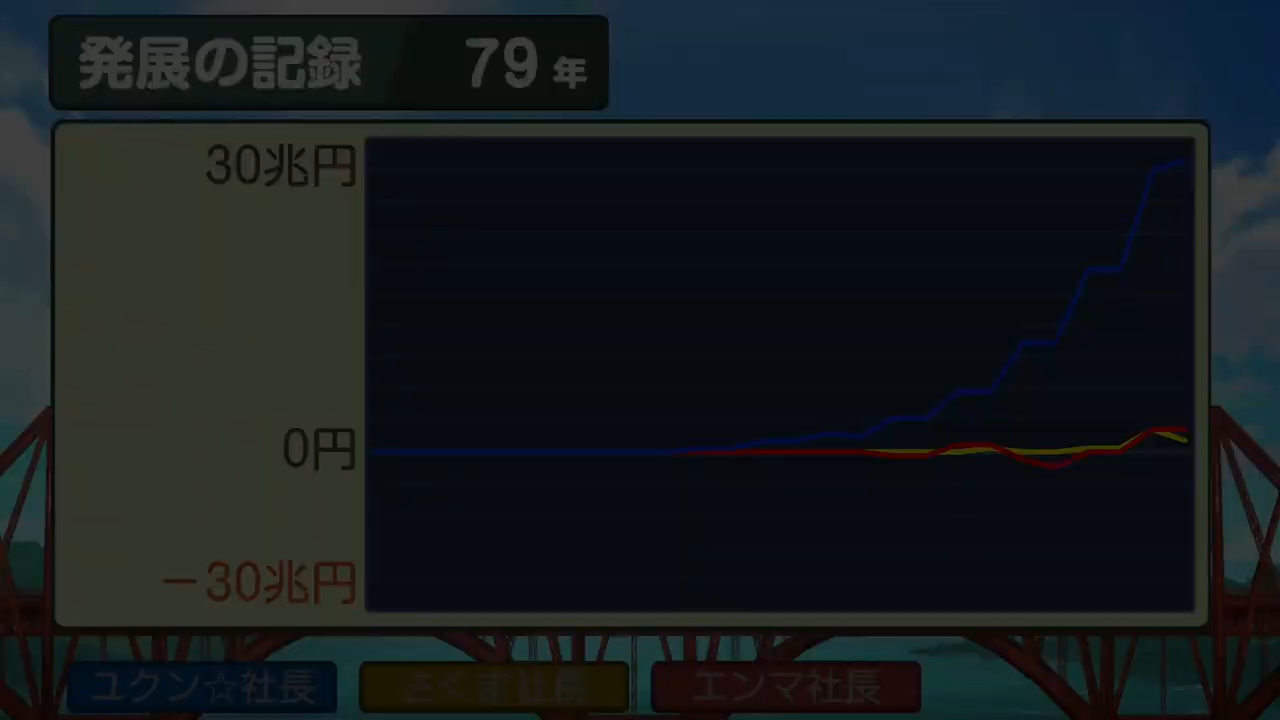 発展の記録 79年
30兆円
0円
－30兆円
ユクン☆社長 さくま社長 エンマ社長